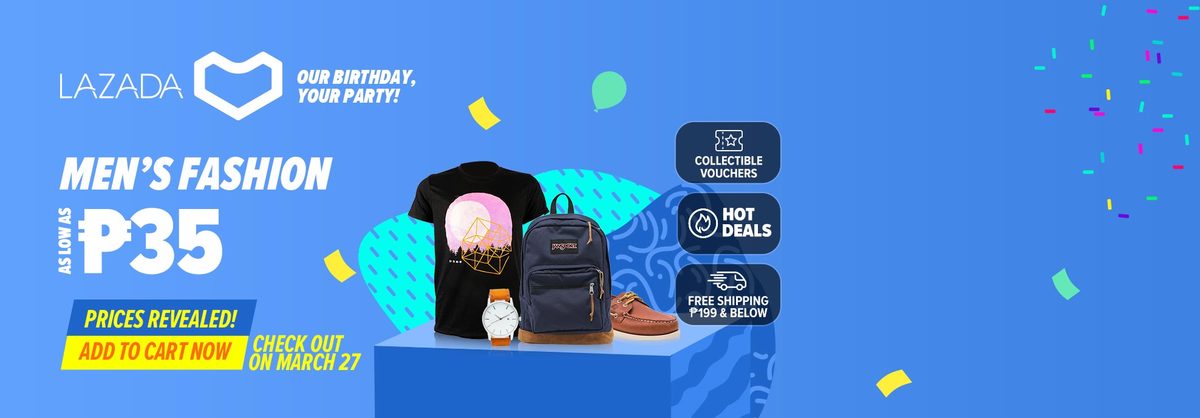 LAZADA
OUR BIRTHDAY,
YOUR PARTY!
MEN'S FASHION
AS LOW AS
₱35
PRICES REVEALED!
ADD TO CART NOW
CHECK OUT
ON MARCH 27
JANSPORT
COLLECTIBLE
VOUCHERS
HOT
DEALS
FREE SHIPPING
₱199 & BELOW